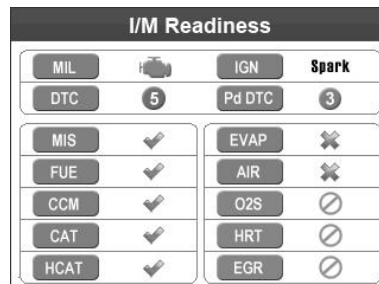 I/M Readiness
MIL IGN Spark
DTC 5 Pd DTC 3
MIS EVAP
FUE AIR
CCM O2S
CAT HRT
HCAT EGR